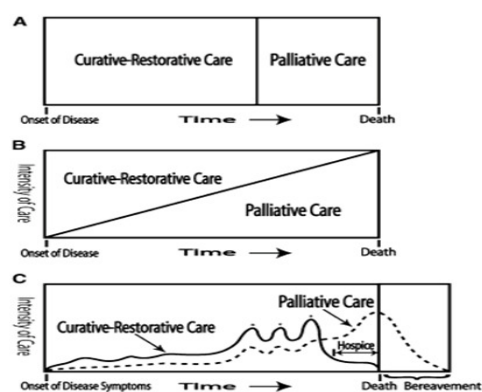 A
Curative-Restorative Care
Palliative Care
Onset of Disease
Time
Death
B
Intensity of Care
Curative-Restorative Care
Palliative Care
Onset of Disease
Time
Death
C
Intensity of Care
Palliative Care
Curative-Restorative Care
Hospice
Onset of Disease Symptoms
Time
Death
Bereavement